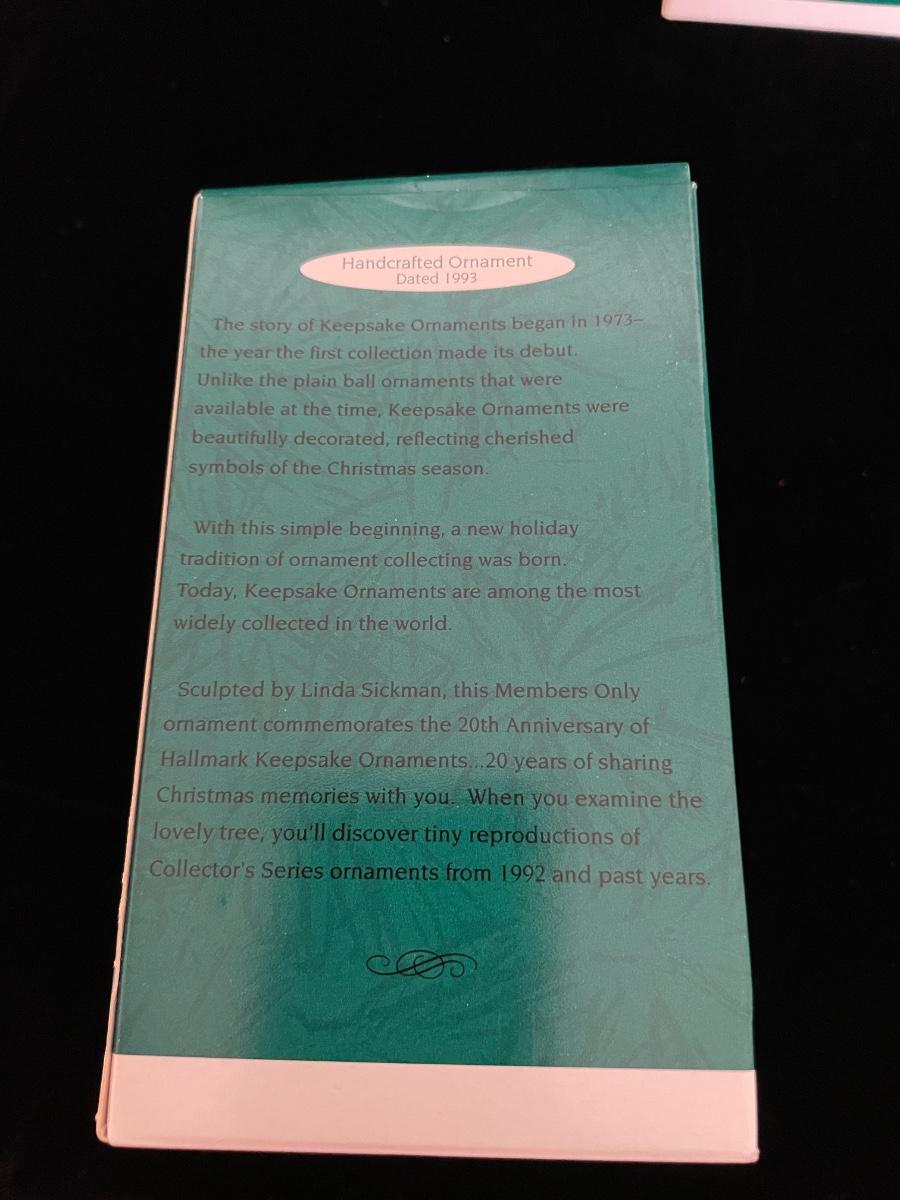 Handcrafted Ornament
Dated 1993
The story of Keepsake Ornaments began in 1973–
the year the first collection made its debut.
Unlike the plain ball ornaments that were
available at the time, Keepsake Ornaments were
beautifully decorated, reflecting cherished
symbols of the Christmas season.
With this simple beginning, a new holiday
tradition of ornament collecting was born.
Today, Keepsake Ornaments are among the most
widely collected in the world.
Sculpted by Linda Sickman, this Members Only
ornament commemorates the 20th Anniversary of
Hallmark Keepsake Ornaments...20 years of sharing
Christmas memories with you. When you examine the
lovely tree, you'll discover tiny reproductions of
Collector's Series ornaments from 1992 and past years.